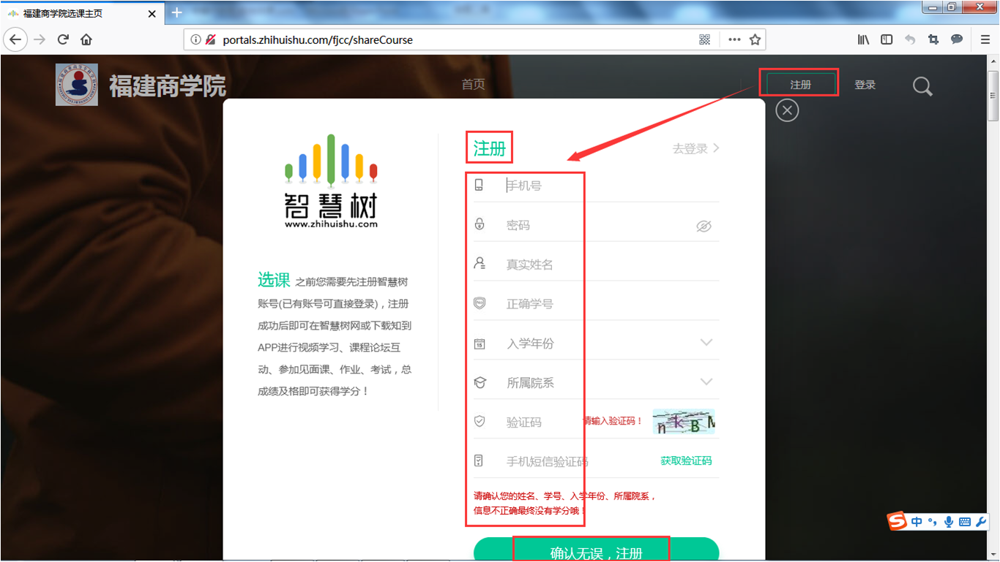 福建商学院选课主页
portals.zhihuishu.com/fjcc/shareCourse
福建商学院
首页
注册
登录
智慧树
www.zhihuishu.com
选课 之前您需要先注册智慧树
账号(已有账号可直接登录)，注册
成功后即可在智慧树网或下载知到
APP进行视频学习、课程论坛互
动、参加见面课、作业、考试，总
成绩及格即可获得学分！
注册
去登录
手机号
密码
真实姓名
正确学号
入学年份
所属院系
验证码
请输入验证码！
手机短信验证码
获取验证码
请确认您的姓名、学号、入学年份、所属院系，
信息不正确最终没有学分哦！
确认无误，注册
中